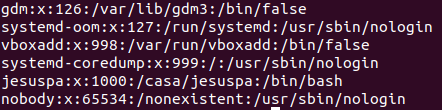 gdm:x:126:/var/lib/gdm3:/bin/false
systemd-oom:x:127:/run/systemd:/usr/sbin/nologin
vboxadd:x:998:/var/run/vboxadd:/bin/false
systemd-coredump:x:999:/:/usr/sbin/nologin
jesuspa:x:1000:/casa/jesuspa:/bin/bash
nobody:x:65534:/nonexistent:/usr/sbin/nologin